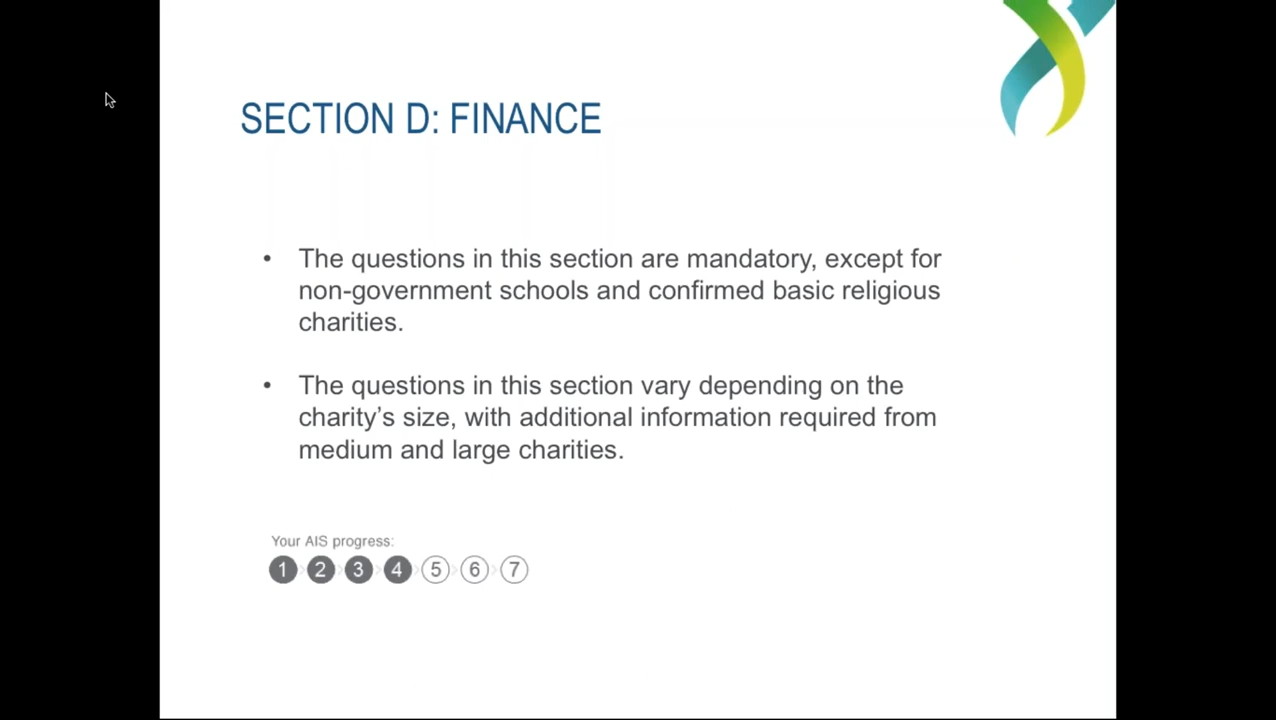 SECTION D: FINANCE
• The questions in this section are mandatory, except for
non-government schools and confirmed basic religious
charities.
• The questions in this section vary depending on the
charity’s size, with additional information required from
medium and large charities.
Your AIS progress:
1 2 3 4 5 6 7